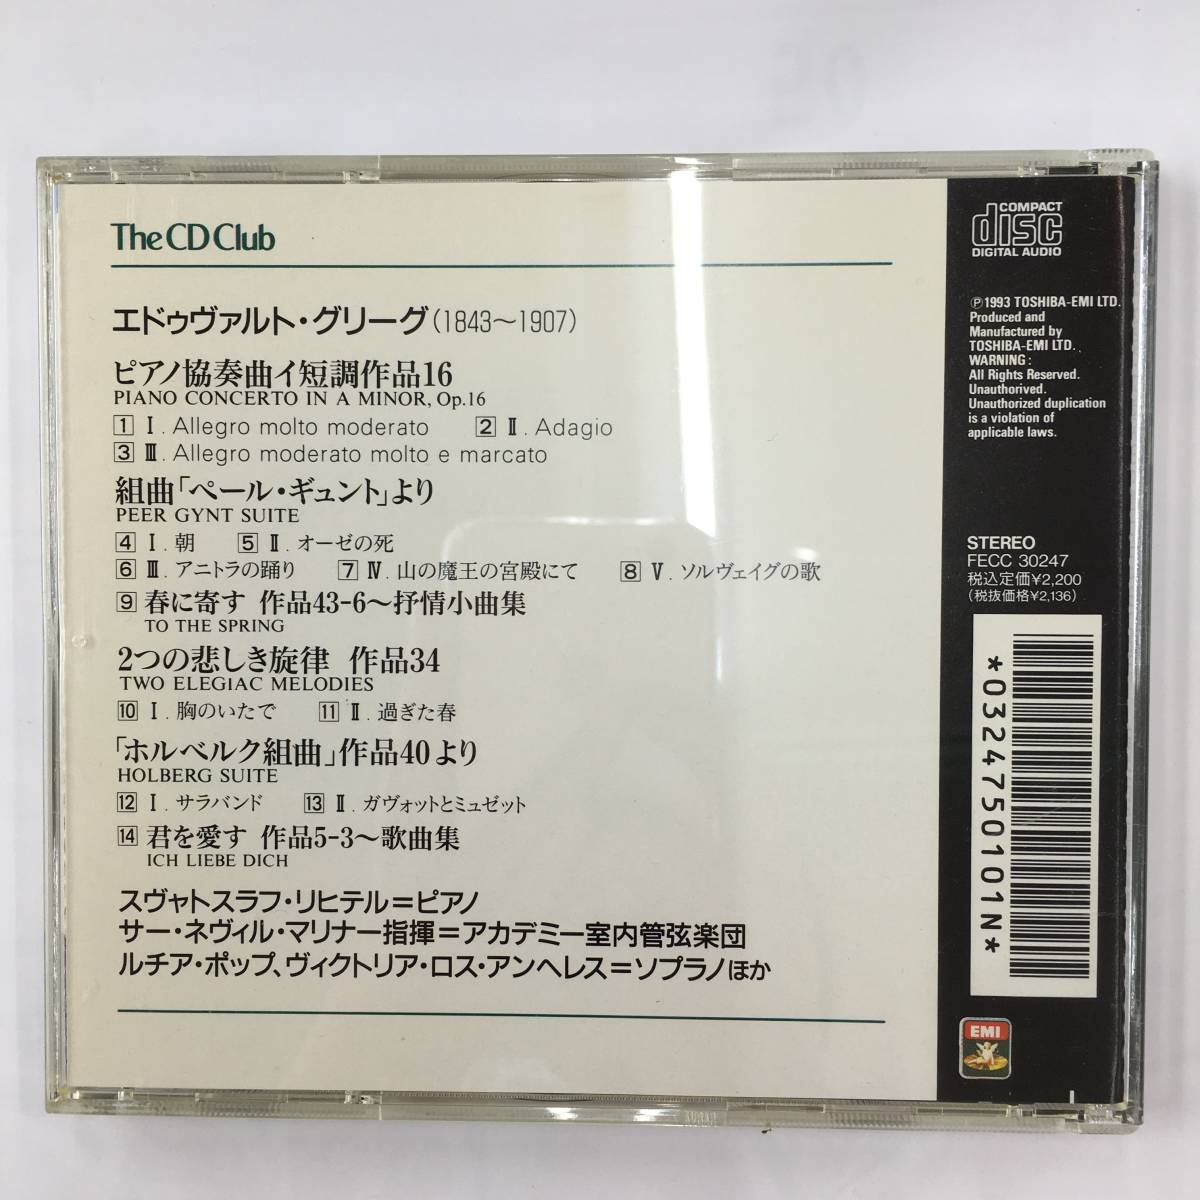 The CD Club
エドゥヴァルト・グリーグ(1843〜1907)
ピアノ協奏曲イ短調作品16
PIANO CONCERTO IN A MINOR, Op.16
1 Ⅰ. Allegro molto moderato 2 Ⅱ. Adagio
3 Ⅲ. Allegro moderato molto e marcato
組曲「ペール・ギュント」より
PEER GYNT SUITE
4 Ⅰ. 朝 5 Ⅱ. オーゼの死
6 Ⅲ. アニトラの踊り 7 Ⅳ. 山の魔王の宮殿にて 8 Ⅴ. ソルヴェイグの歌
9 春に寄す 作品43-6〜抒情小曲集
TO THE SPRING
2つの悲しき旋律 作品34
TWO ELEGIAC MELODIES
10 Ⅰ. 胸のいたで 11 Ⅱ. 過ぎた春
「ホルベルク組曲」作品40より
HOLBERG SUITE
12 Ⅰ. サラバンド 13 Ⅱ. ガヴォットとミュゼット
14 君を愛す 作品5-3〜歌曲集
ICH LIEBE DICH
スヴャトスラフ・リヒテル＝ピアノ
サー・ネヴィル・マリナー指揮＝アカデミー室内管弦楽団
ルチア・ポップ、ヴィクトリア・ロス・アンヘレス＝ソプラノほか
COMPACT
disc
DIGITAL AUDIO
℗1993 TOSHIBA-EMI LTD.
Produced and
Manufactured by
TOSHIBA-EMI LTD.
WARNING:
All Rights Reserved.
Unauthorived.
Unauthorized duplication
is a violation of
applicable laws.
STEREO
FECC 30247
税込定価¥2,200
(税抜価格¥2,136)
*0324750101N*
EMI